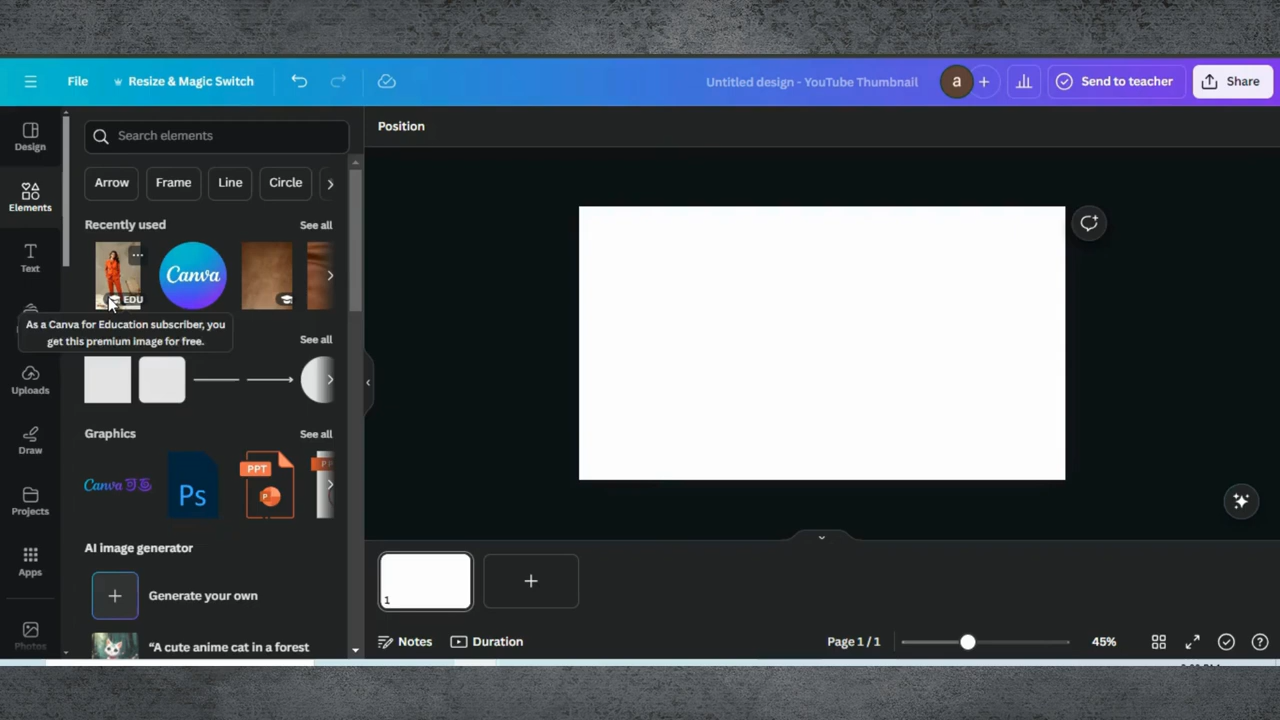 File
Resize & Magic Switch
Untitled design - YouTube Thumbnail
a
Send to teacher
Share
Design
Elements
Text
Uploads
Draw
Projects
Apps
Photos
Search elements
Arrow
Frame
Line
Circle
Recently used
See all
EDU
Canva
As a Canva for Education subscriber, you
get this premium image for free.
See all
Graphics
See all
Canva
Ps
PPT
P
AI image generator
Generate your own
“A cute anime cat in a forest
Position
1
Notes
Duration
Page 1 / 1
45%